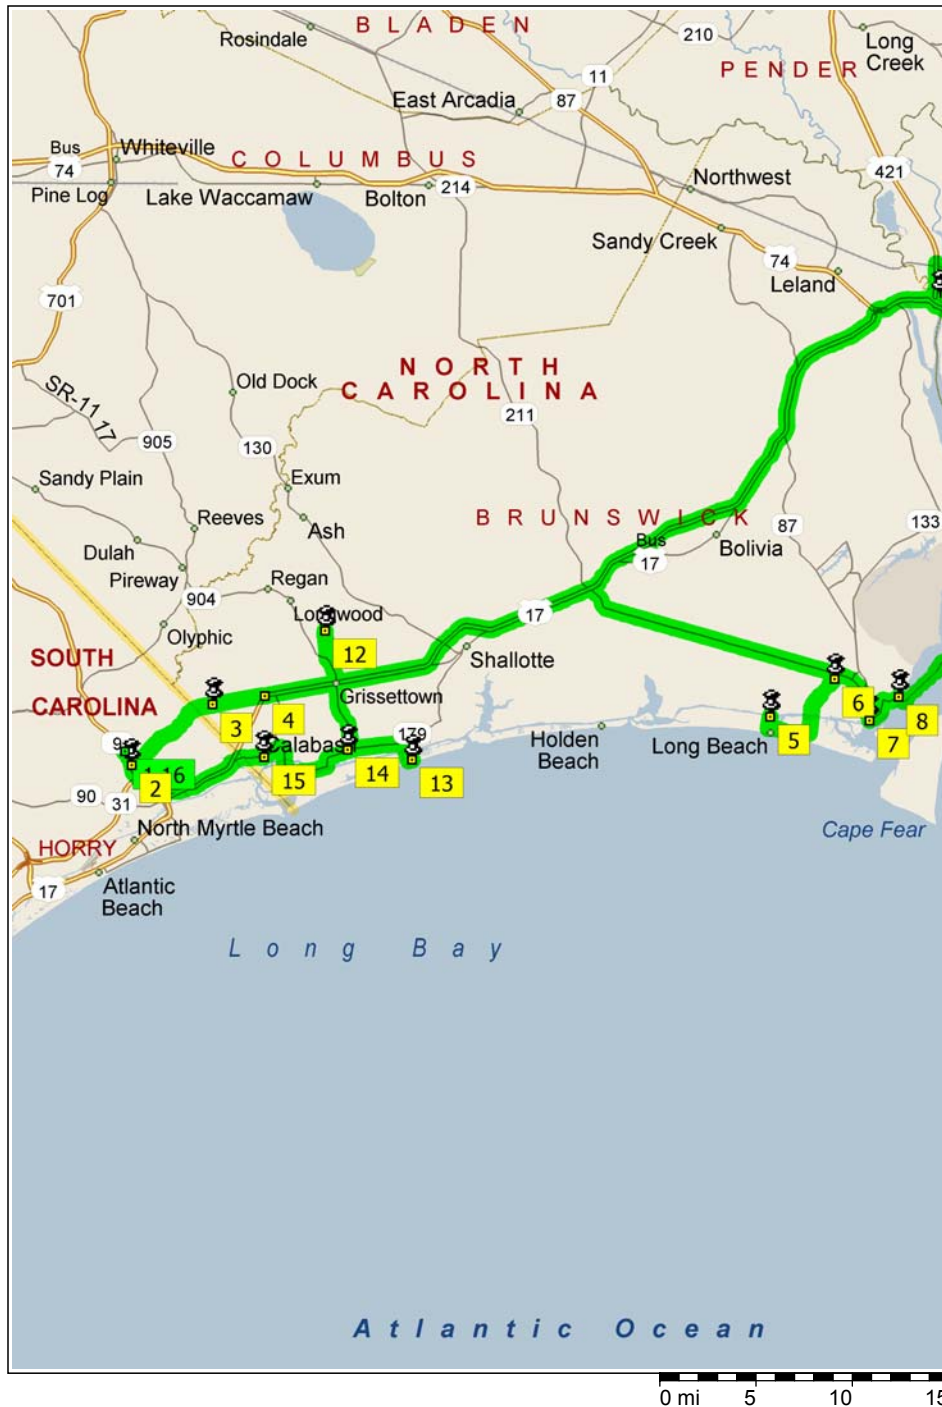 BLADEN
Rosindale
210
Long
Creek
PENDER
11
East Arcadia
87
Bus
74
Whiteville
COLUMBUS
421
Pine Log
Lake Waccamaw
Bolton
214
Northwest
Sandy Creek
74
Leland
701
NORTH
CAROLINA
SR-1117
Old Dock
211
905
130
Sandy Plain
Exum
Reeves
Ash
BRUNSWICK
87
133
Dulah
Bus
17
Bolivia
Pireway
Regan
904
Longwood
17
Olyphic
12
Shallotte
SOUTH
CAROLINA
Grissettown
3
4
6
8
9
Calabash
179
Holden
Beach
Long Beach
5
7
2
15
14
13
90
31
North Myrtle Beach
Cape Fear
HORRY
17
Atlantic
Beach
Long Bay
Atlantic Ocean
0 mi 5 10 15